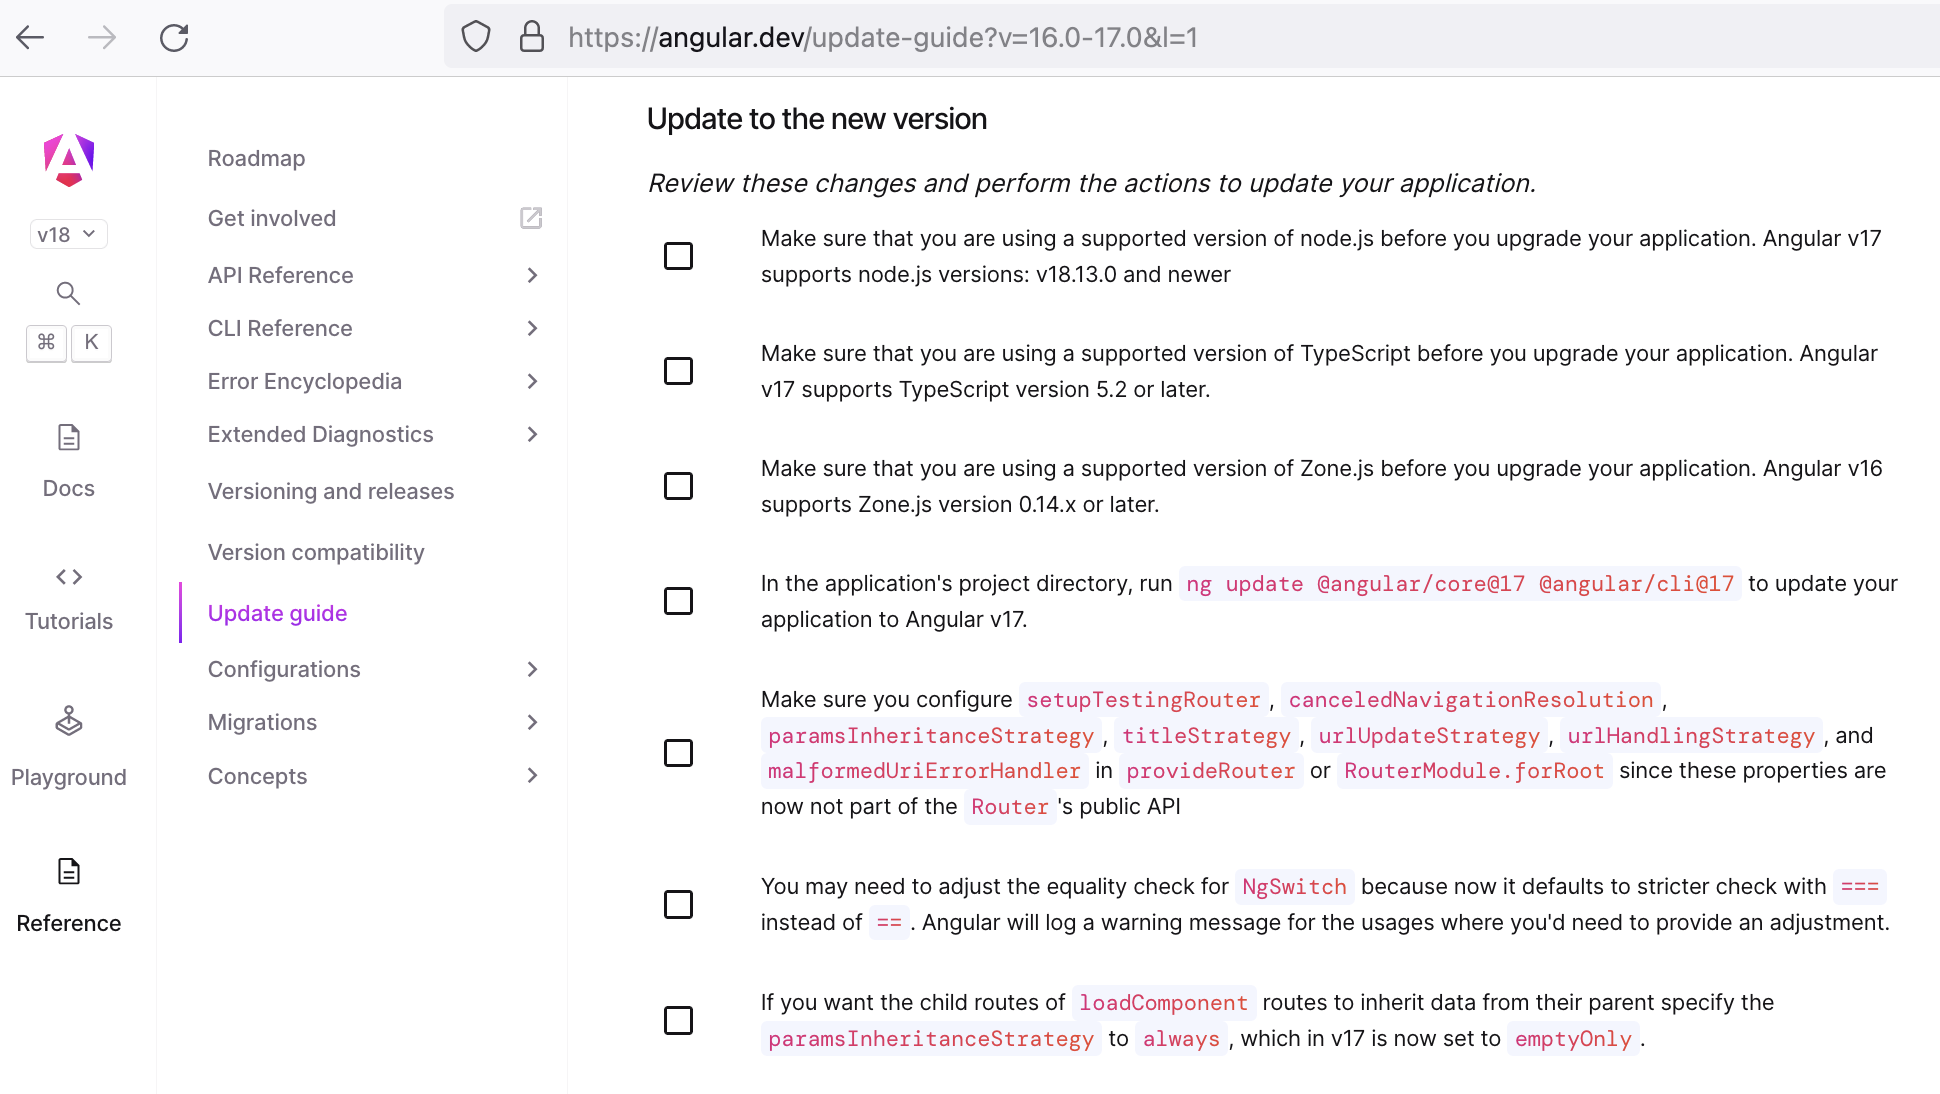 https://angular.dev/update-guide?v=16.0-17.0&l=1
v18
⌘ K
Docs
Tutorials
Playground
Reference
Roadmap
Get involved
API Reference
CLI Reference
Error Encyclopedia
Extended Diagnostics
Versioning and releases
Version compatibility
Update guide
Configurations
Migrations
Concepts
Update to the new version
Review these changes and perform the actions to update your application.
Make sure that you are using a supported version of node.js before you upgrade your application. Angular v17
supports node.js versions: v18.13.0 and newer
Make sure that you are using a supported version of TypeScript before you upgrade your application. Angular
v17 supports TypeScript version 5.2 or later.
Make sure that you are using a supported version of Zone.js before you upgrade your application. Angular v16
supports Zone.js version 0.14.x or later.
In the application's project directory, run ng update @angular/core@17 @angular/cli@17 to update your
application to Angular v17.
Make sure you configure setupTestingRouter, canceledNavigationResolution,
paramsInheritanceStrategy, titleStrategy, urlUpdateStrategy, urlHandlingStrategy, and
malformedUriErrorHandler in provideRouter or RouterModule.forRoot since these properties are
now not part of the Router's public API
You may need to adjust the equality check for NgSwitch because now it defaults to stricter check with ===
instead of ==. Angular will log a warning message for the usages where you'd need to provide an adjustment.
If you want the child routes of loadComponent routes to inherit data from their parent specify the
paramsInheritanceStrategy to always, which in v17 is now set to emptyOnly.